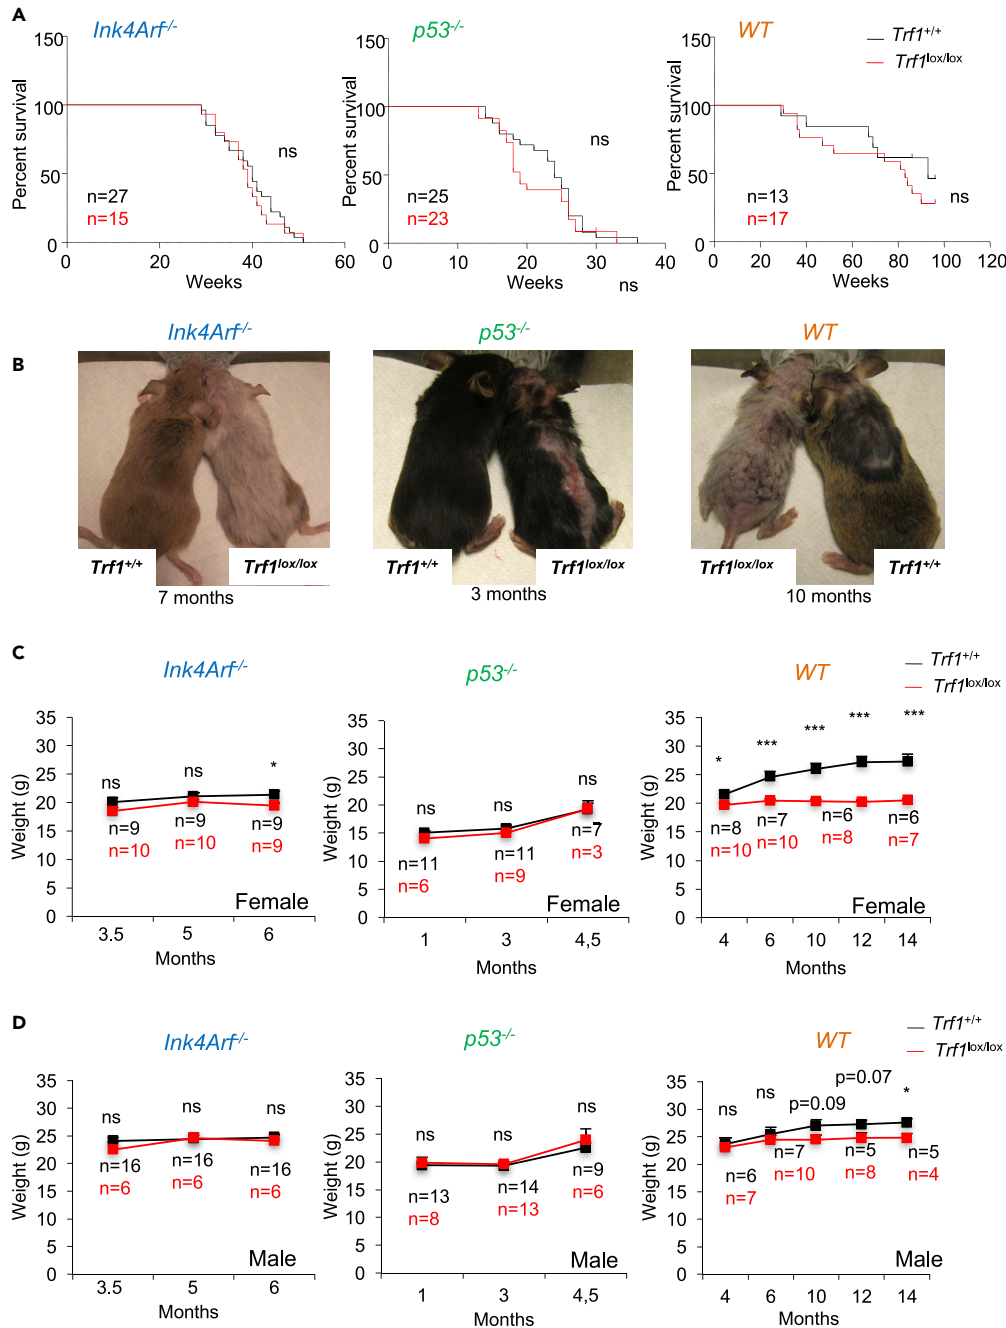 A
Ink4Arf-/-
p53-/-
WT
Trf1+/+
Trf1lox/lox
Percent survival
150
100
50
0
ns
n=27
n=15
0 20 40 60
Weeks
Percent survival
150
100
50
0
ns
n=25
n=23
0 10 20 30 40
Weeks
ns
Percent survival
150
100
50
0
ns
n=13
n=17
0 20 40 60 80 100 120
Weeks
B
Ink4Arf-/-
p53-/-
WT
Trf1+/+
Trf1lox/lox
7 months
Trf1+/+
Trf1lox/lox
3 months
Trf1lox/lox
Trf1+/+
10 months
C
Ink4Arf-/-
p53-/-
WT
Trf1+/+
Trf1lox/lox
Weight (g)
35
30
25
20
15
10
5
0
ns ns *
n=9 n=9 n=9
n=10 n=10 n=9
Female
3.5 5 6
Months
Weight (g)
35
30
25
20
15
10
5
0
ns ns ns
n=11 n=11 n=7
n=6 n=9 n=3
Female
1 3 4,5
Months
Weight (g)
35
30
25
20
15
10
5
0
* *** *** *** ***
n=8 n=7 n=6 n=6
n=10 n=10 n=8 n=7
Female
4 6 10 12 14
Months
D
Ink4Arf-/-
p53-/-
WT
Trf1+/+
Trf1lox/lox
Weight (g)
35
30
25
20
15
10
5
0
ns ns ns
n=16 n=16 n=16
n=6 n=6 n=6
Male
3.5 5 6
Months
Weight (g)
35
30
25
20
15
10
5
0
ns ns ns
n=13 n=14 n=9
n=8 n=13 n=6
Male
1 3 4,5
Months
Weight (g)
35
30
25
20
15
10
5
0
ns ns p=0.09 p=0.07 *
n=6 n=7 n=5 n=5
n=7 n=10 n=8 n=4
Male
4 6 10 12 14
Months